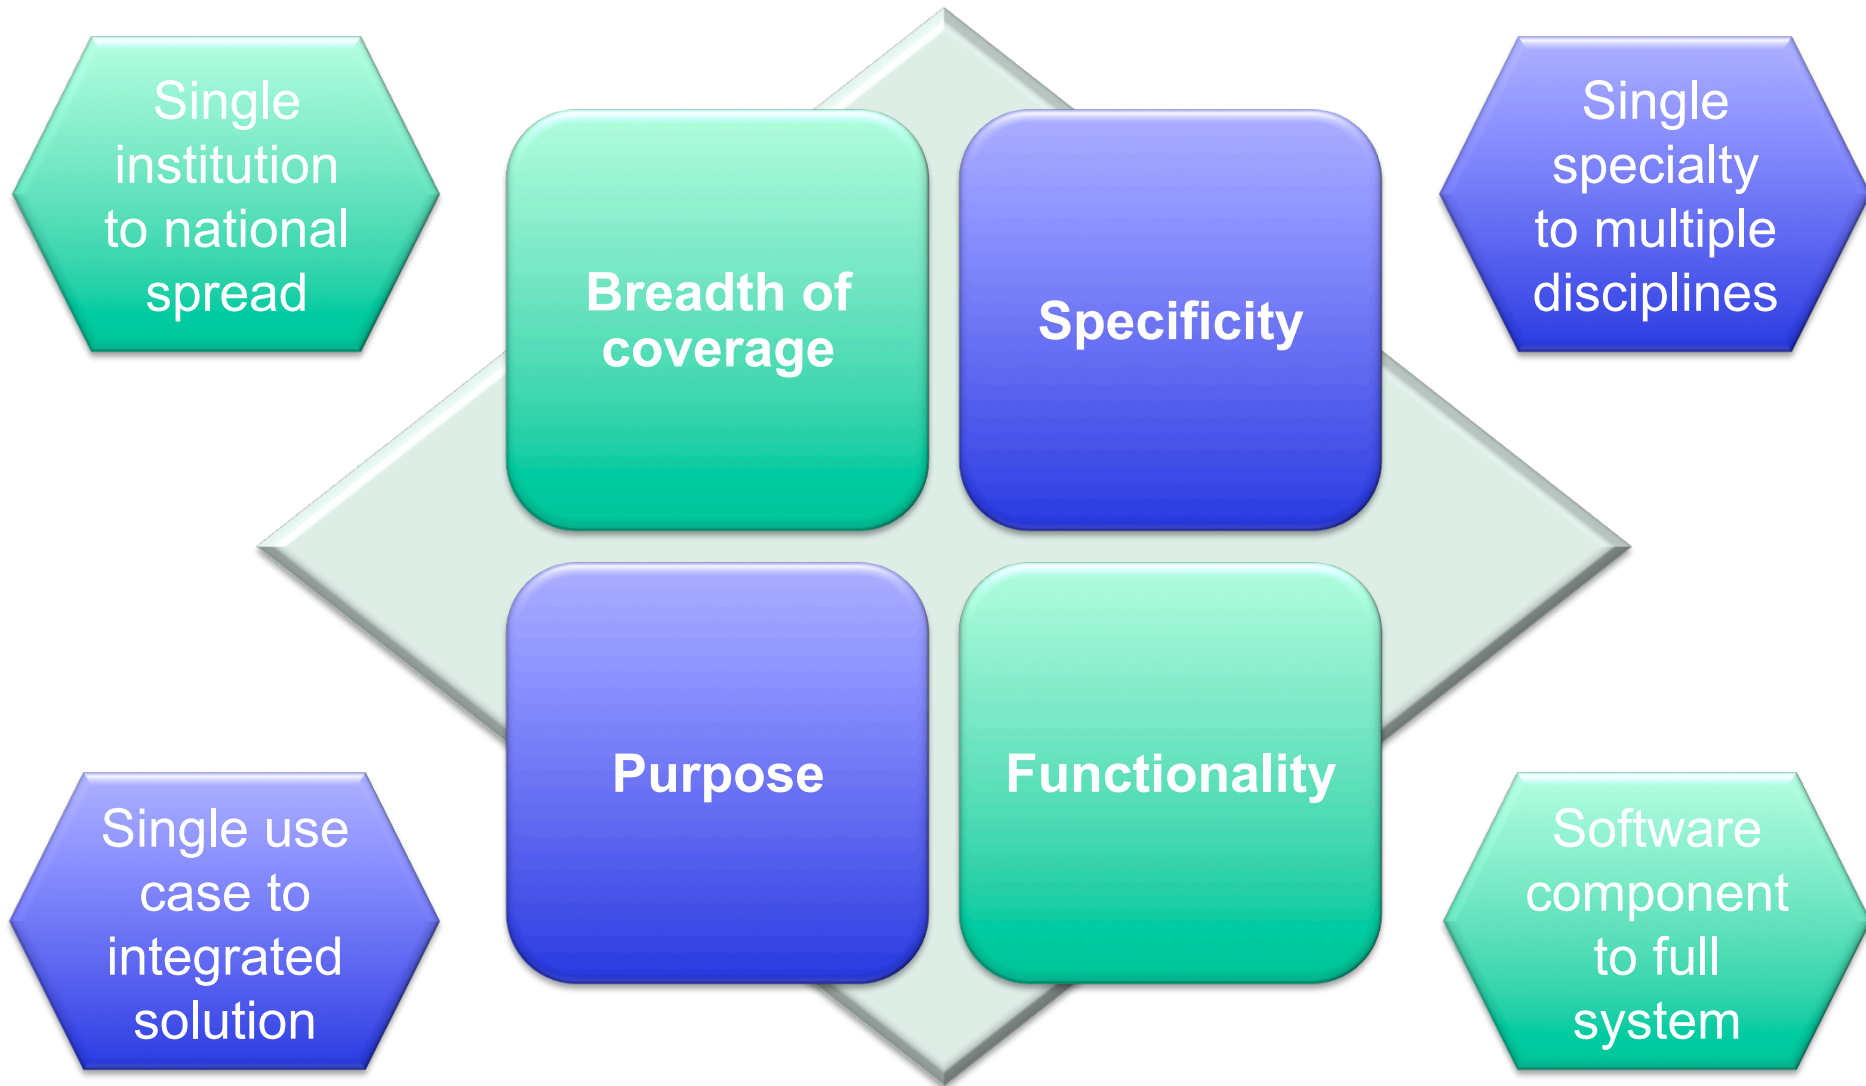 Single
institution
to national
spread
Breadth of
coverage
Specificity
Single
specialty
to multiple
disciplines
Single use
case to
integrated
solution
Purpose
Functionality
Software
component
to full
system